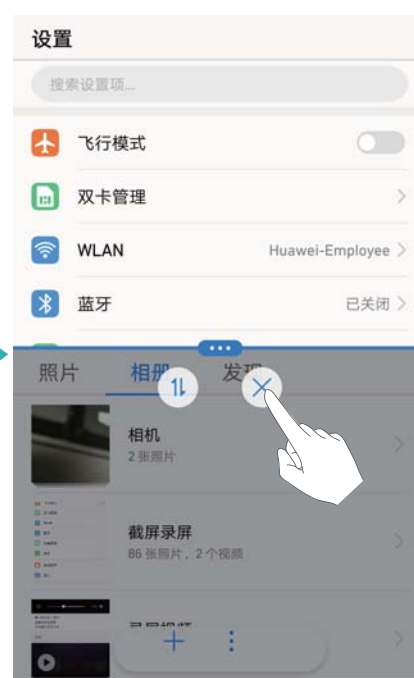 设置
搜索设置项...
飞行模式
双卡管理
WLAN Huawei-Employee
蓝牙 已关闭
照片 相册 发现
相机
2 张照片
截屏录屏
86 张照片，2 个视频